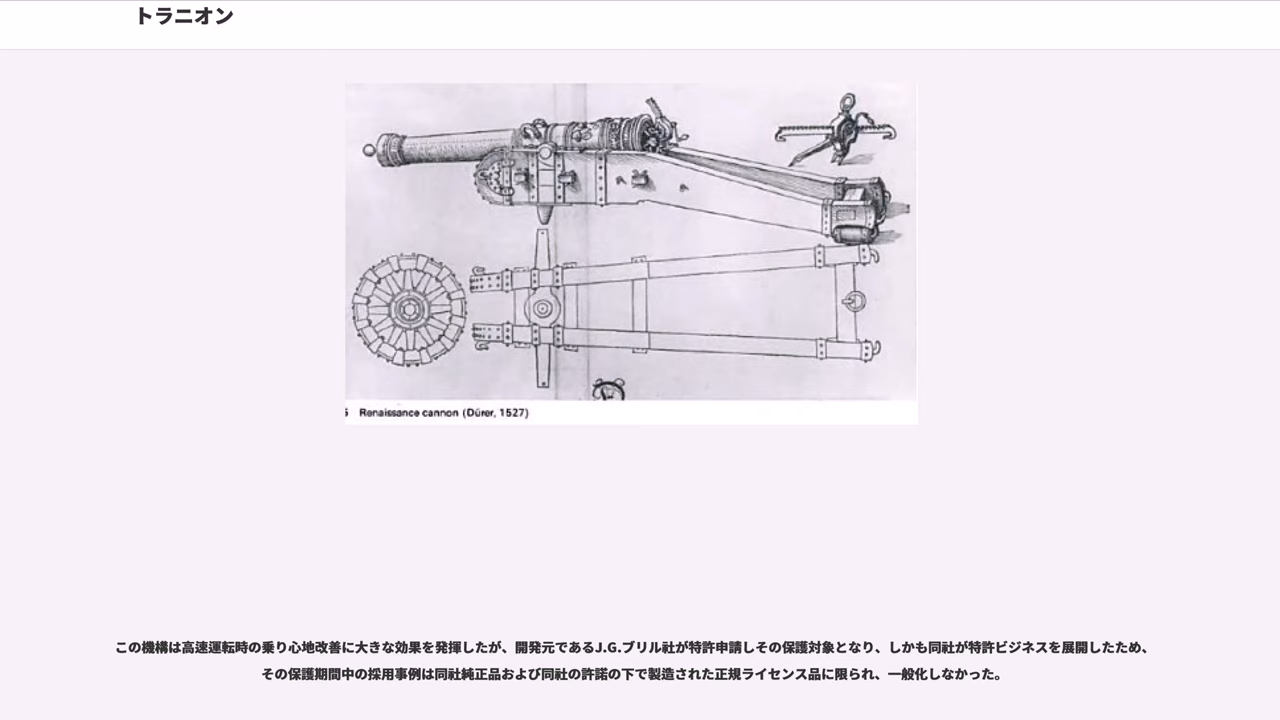 トラニオン
Renaissance cannon (Dürer, 1527)
この機構は高速運転時の乗り心地改善に大きな効果を発揮したが、開発元であるJ.G.ブリル社が特許申請しその保護対象となり、しかも同社が特許ビジネスを展開したため、
その保護期間中の採用事例は同社純正品および同社の許諾の下で製造された正規ライセンス品に限られ、一般化しなかった。